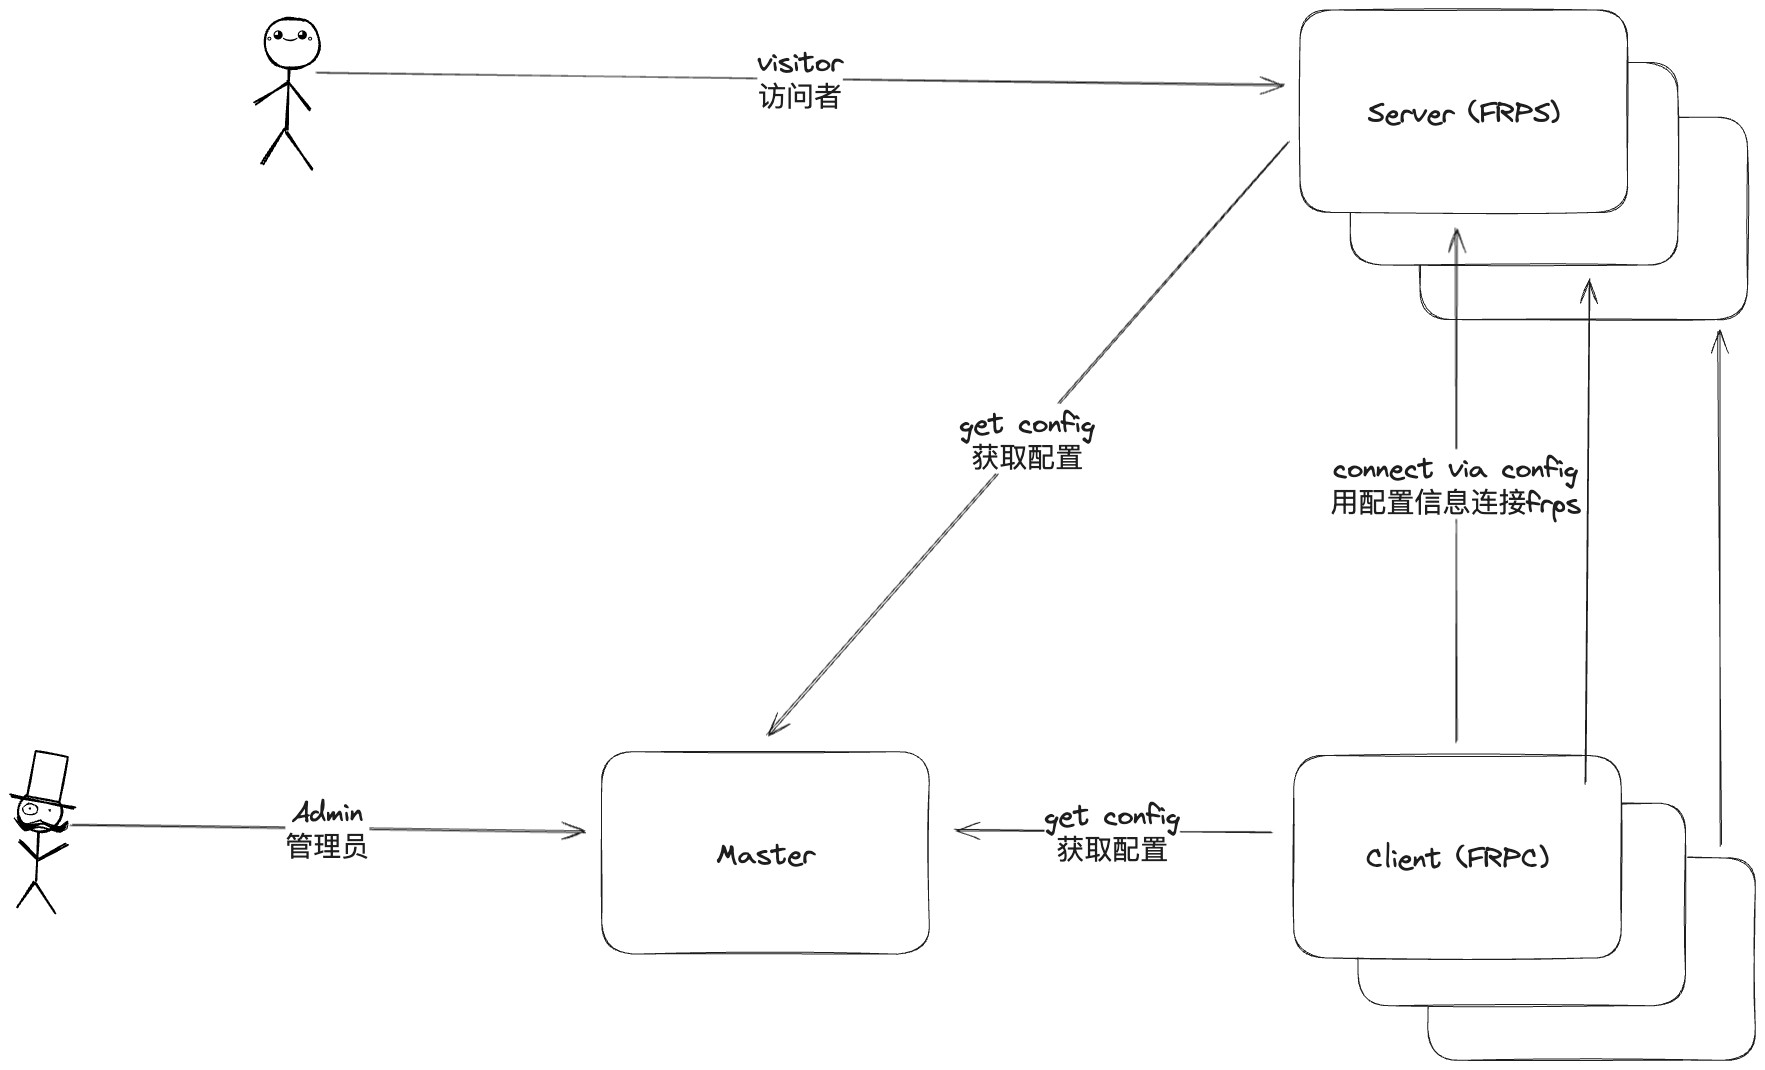 visitor
访问者
Server (FRPS)
get config
获取配置
connect via config
用配置信息连接frps
Admin
管理员
Master
get config
获取配置
Client (FRPC)